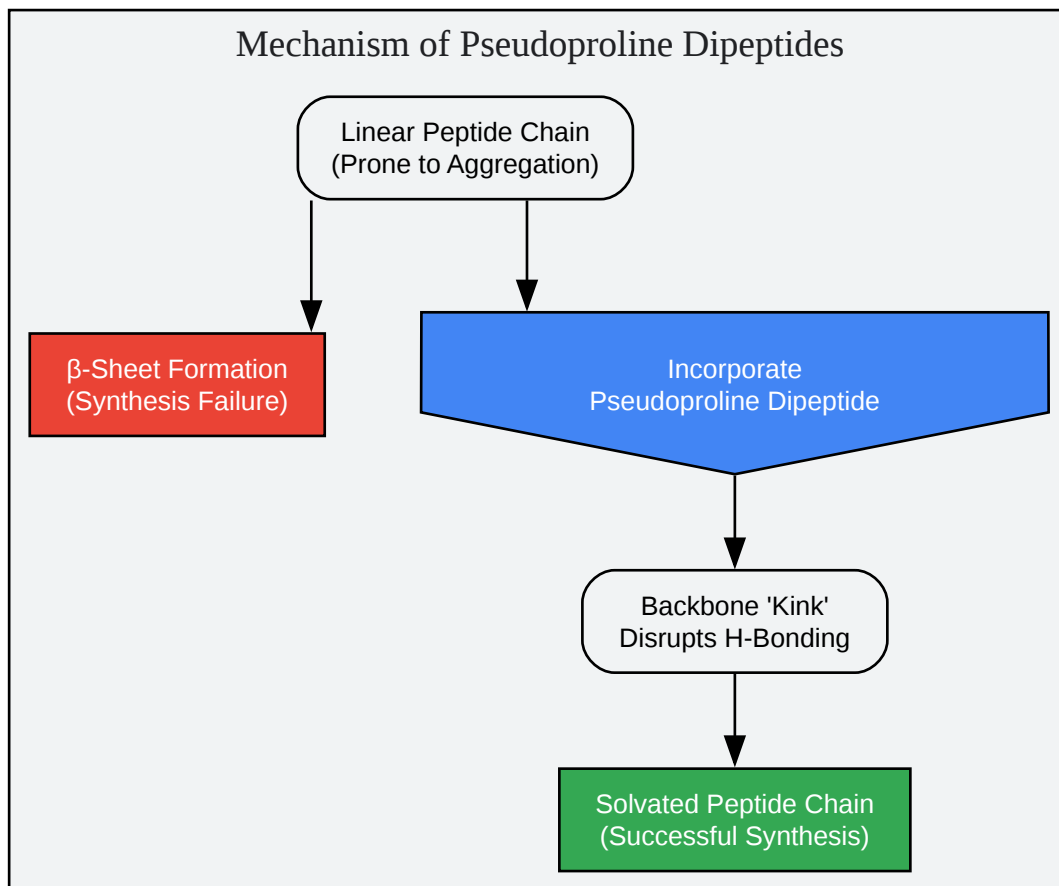 Mechanism of Pseudoproline Dipeptides
Linear Peptide Chain
(Prone to Aggregation)
β-Sheet Formation
(Synthesis Failure)
Incorporate
Pseudoproline Dipeptide
Backbone 'Kink'
Disrupts H-Bonding
Solvated Peptide Chain
(Successful Synthesis)